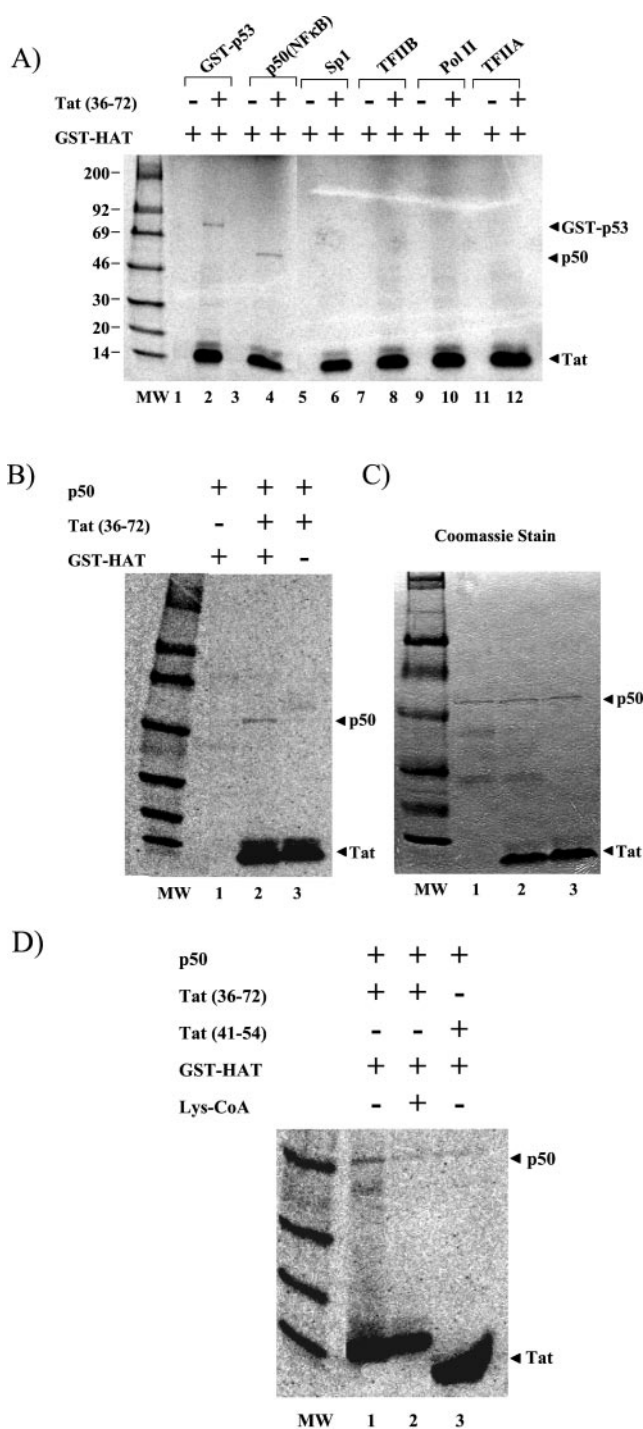 A)
GST-p53 p50(NFκB) Sp1 TFIIB Pol II TFIIA
Tat (36-72) - + - + - + - + - + - +
GST-HAT + + + + + + + + + + + +
200
92
69
46
30
20
14
GST-p53
p50
Tat
MW 1 2 3 4 5 6 7 8 9 10 11 12
B)
p50 + + +
Tat (36-72) - + +
GST-HAT + + -
p50
Tat
MW 1 2 3
C)
Coomassie Stain
p50
Tat
MW 1 2 3
D)
p50 + + +
Tat (36-72) + + -
Tat (41-54) - - +
GST-HAT + + +
Lys-CoA - + -
p50
Tat
MW 1 2 3